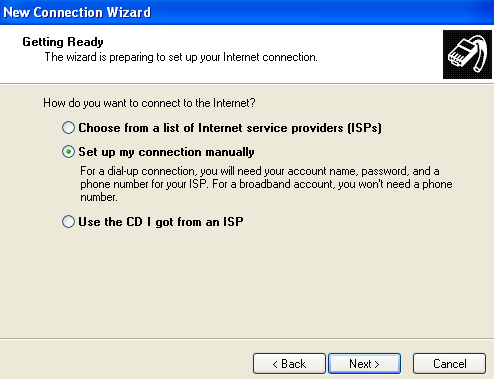 New Connection Wizard
Getting Ready
The wizard is preparing to set up your Internet connection.
How do you want to connect to the Internet?
Choose from a list of Internet service providers (ISPs)
Set up my connection manually
For a dial-up connection, you will need your account name, password, and a
phone number for your ISP. For a broadband account, you won't need a phone
number.
Use the CD I got from an ISP
< Back
Next >
Cancel